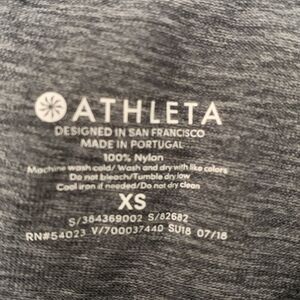 ATHLETA
DESIGNED IN SAN FRANCISCO
MADE IN PORTUGAL
100% Nylon
Machine wash cold/ Wash and dry with like colors
Do not bleach/Tumble dry low
Cool iron if needed/Do not dry clean
XS
S/384369002 S/82682
RN#54023 V/700037440 SU18 07/18